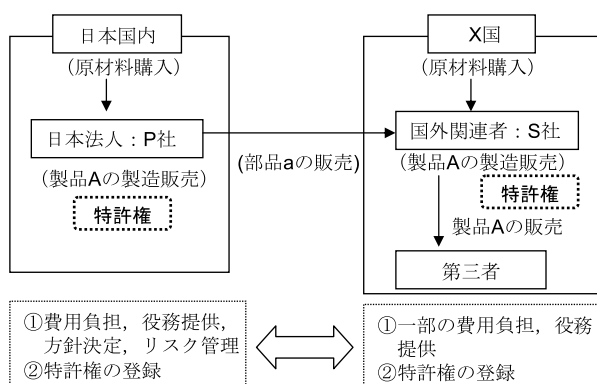 日本国内
(原材料購入)
日本法人:P社
(製品Aの製造販売)
特許権
(部品aの販売)
X国
(原材料購入)
国外関連者:S社
(製品Aの製造販売)
特許権
製品Aの販売
第三者
①費用負担,役務提供,
方針決定,リスク管理
②特許権の登録
①一部の費用負担,役務
提供
②特許権の登録